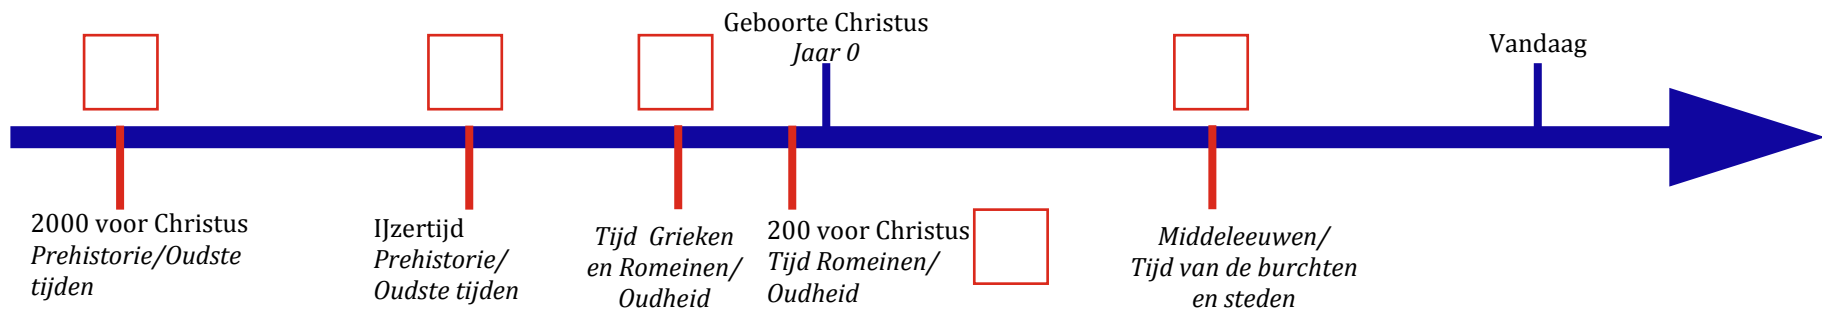 Geboorte Christus
Jaar 0
Vandaag
2000 voor Christus
Prehistorie/Oudste
tijden
IJzertijd
Prehistorie/
Oudste tijden
Tijd  Grieken
en Romeinen/
Oudheid
200 voor Christus
Tijd Romeinen/
Oudheid
Middeleeuwen/
Tijd van de burchten
en steden